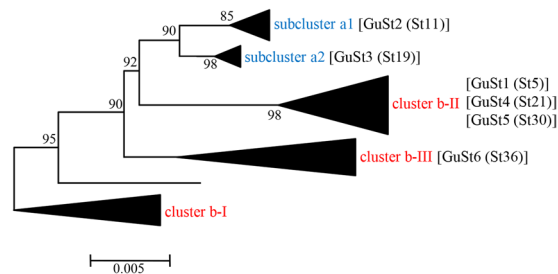 85
subcluster a1 [GuSt2 (St11)]
90
98
subcluster a2 [GuSt3 (St19)]
92
[GuSt1 (St5)]
98
cluster b-II [GuSt4 (St21)]
[GuSt5 (St30)]
90
95
cluster b-III [GuSt6 (St36)]
cluster b-I
0.005